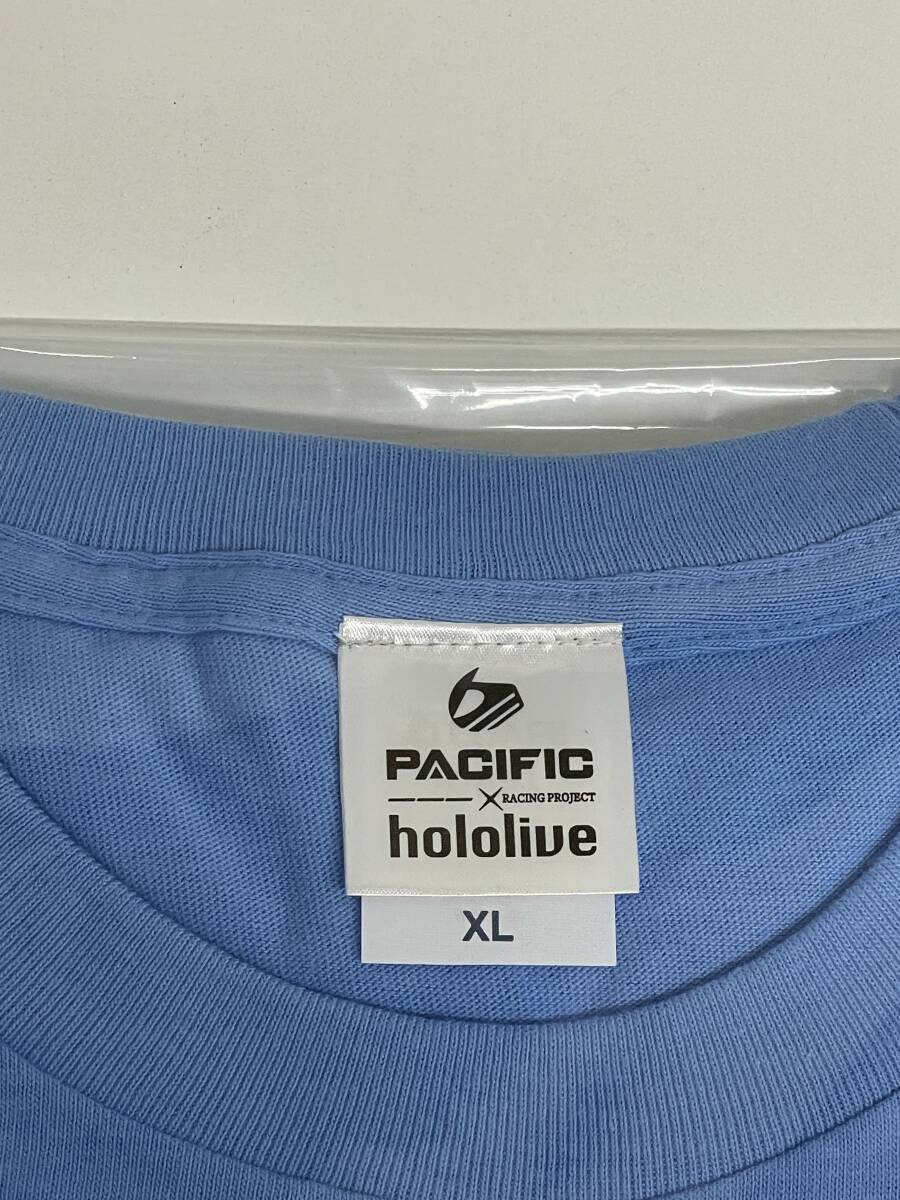 PACIFIC
RACING PROJECT
hololive
XL